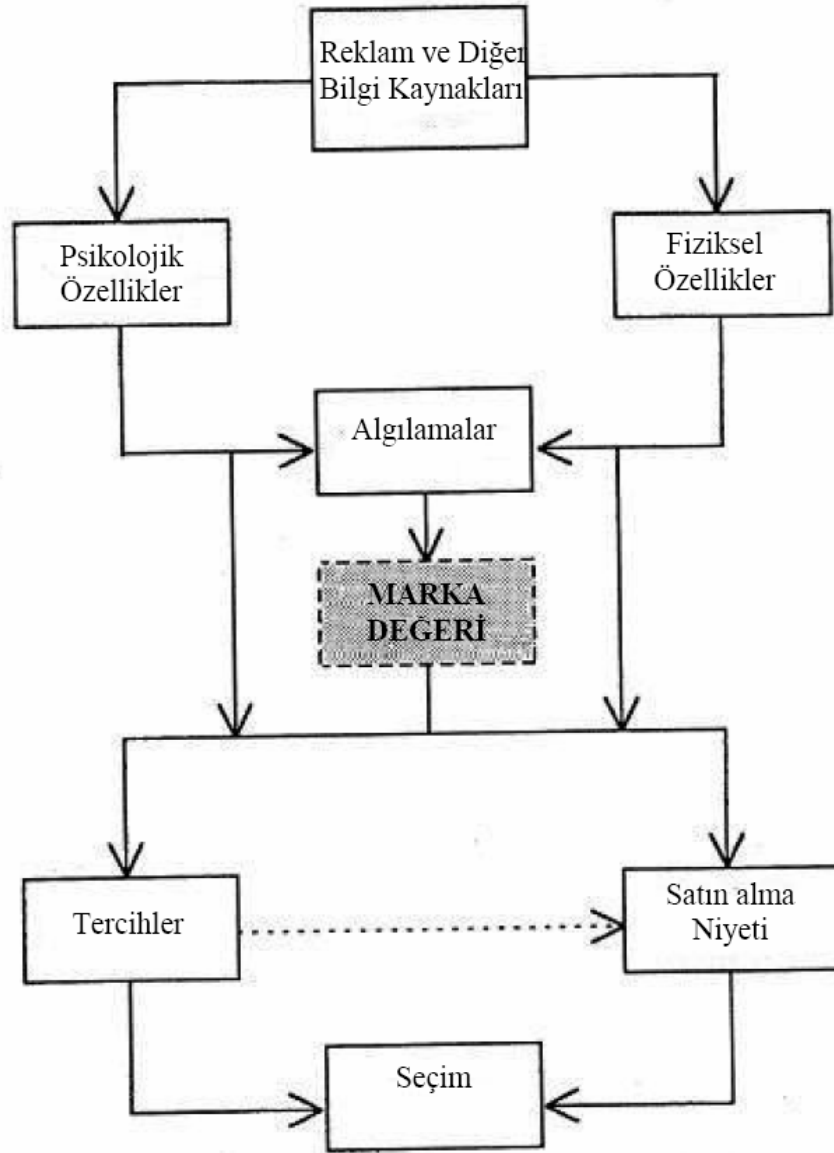 Reklam ve Diğer
Bilgi Kaynakları
Psikolojik
Özellikler
Fiziksel
Özellikler
Algılamalar
MARKA
DEĞERİ
Tercihler
Satın alma
Niyeti
Seçim